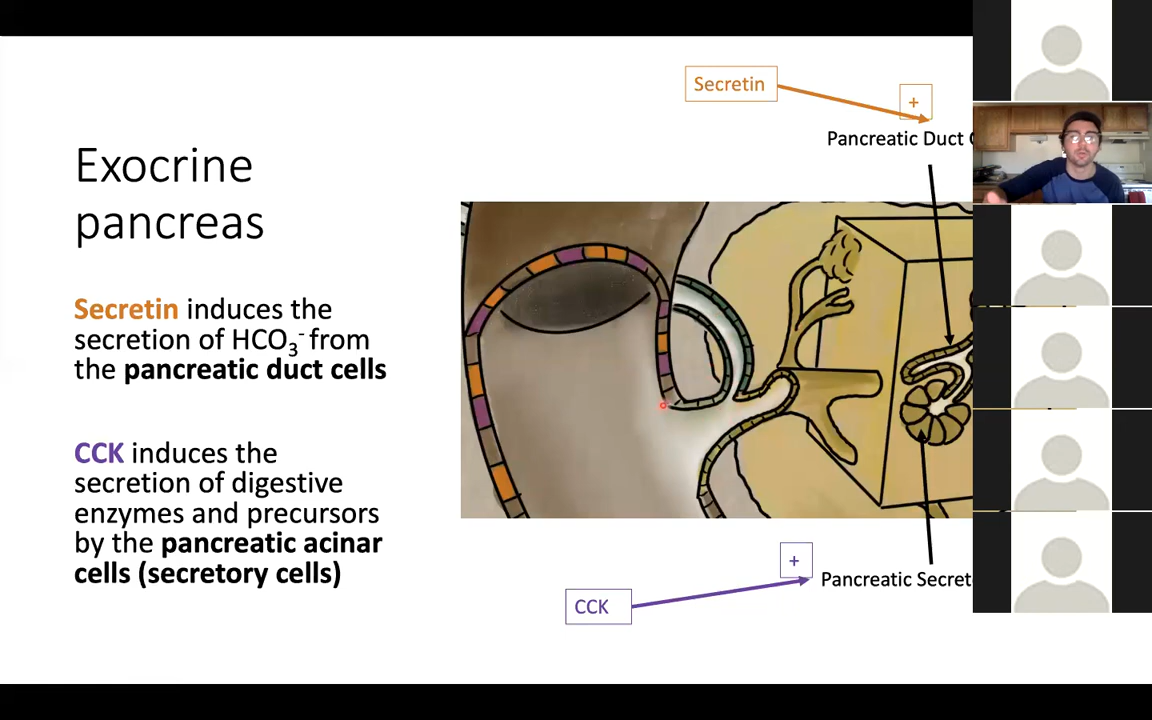 Exocrine
pancreas
Secretin induces the
secretion of HCO3- from
the pancreatic duct cells
CCK induces the
secretion of digestive
enzymes and precursors
by the pancreatic acinar
cells (secretory cells)
Secretin
+
Pancreatic Duct
+
Pancreatic
CCK